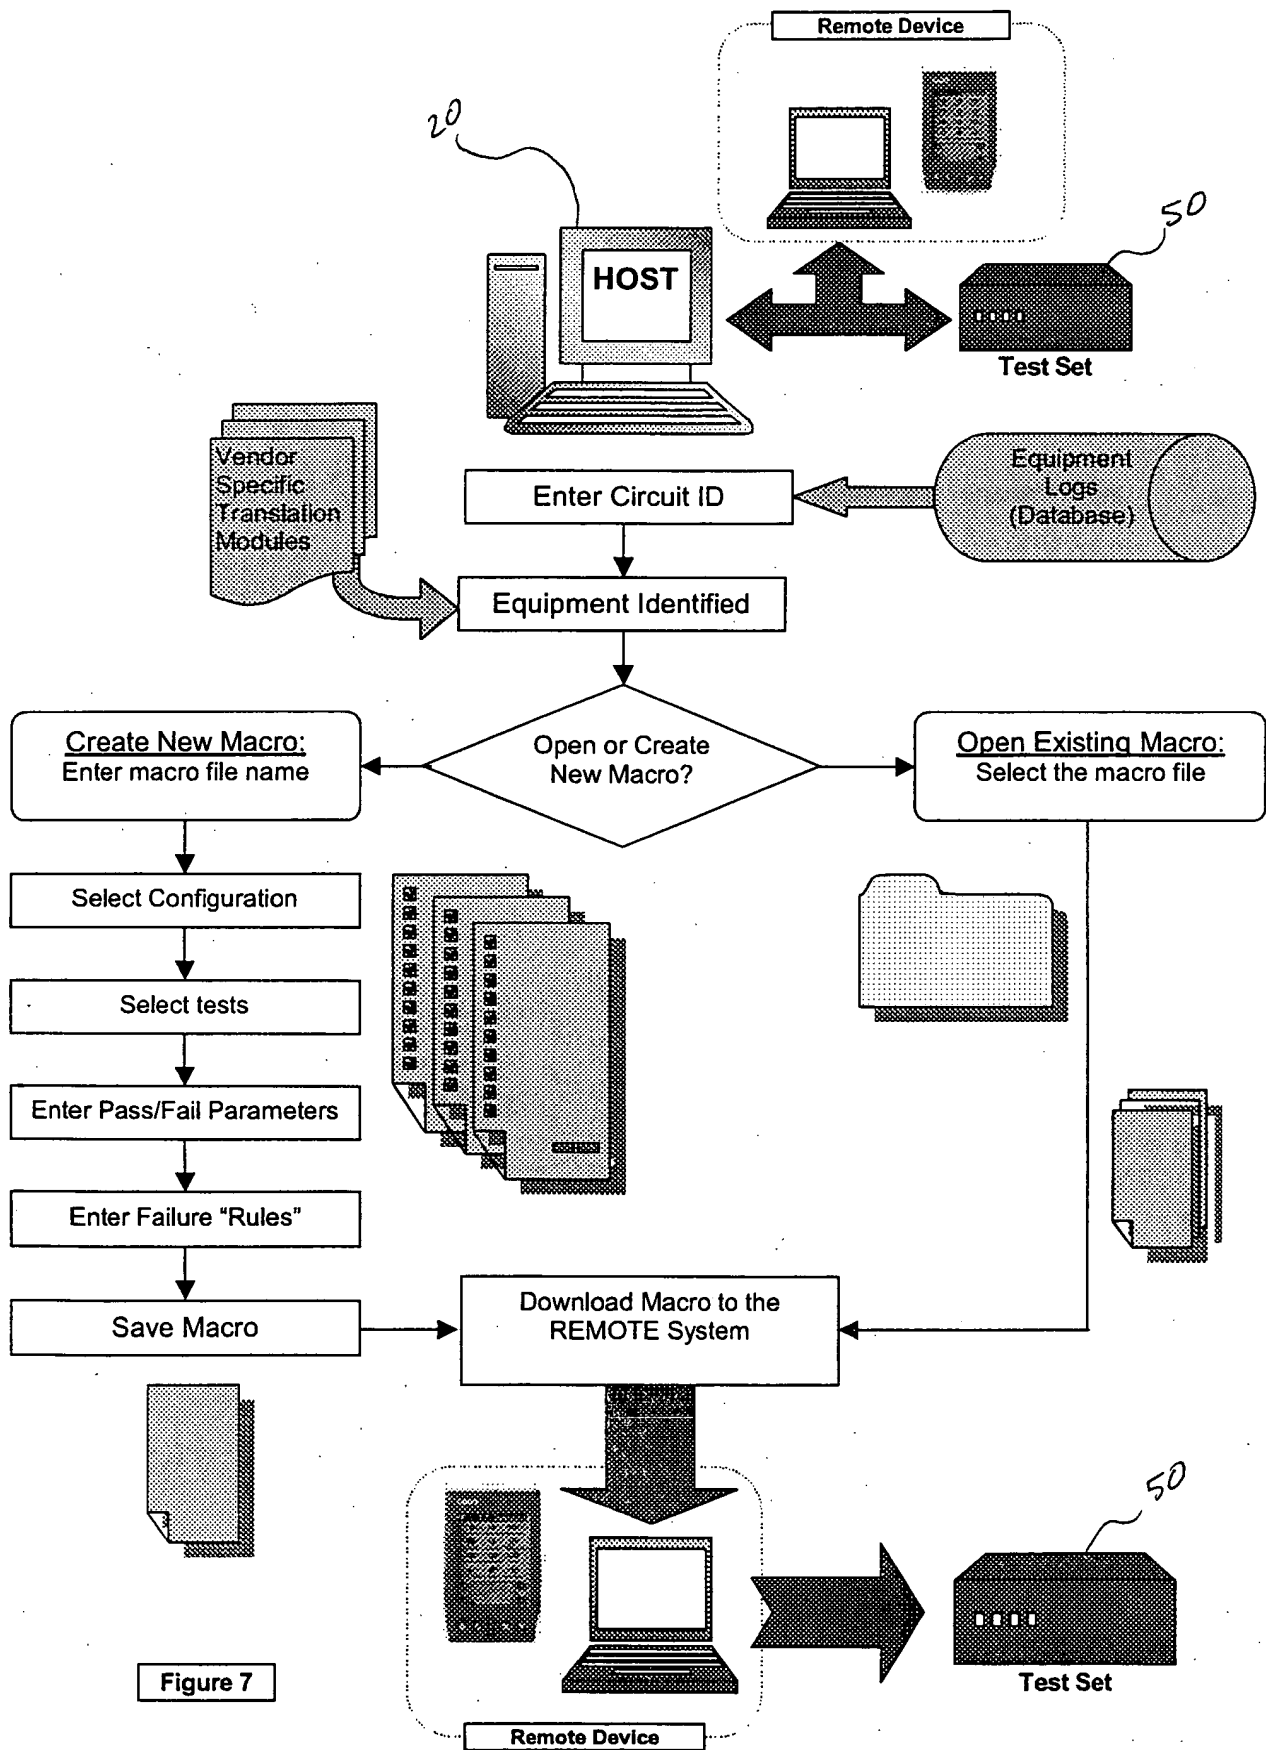 Remote Device
20
50
HOST
Test Set
Vendor
Specific
Translation
Modules
Enter Circuit ID
Equipment
Logs
(Database)
Equipment Identified
Create New Macro:
Enter macro file name
Open or Create
New Macro?
Open Existing Macro:
Select the macro file
Select Configuration
Select tests
Enter Pass/Fail Parameters
Enter Failure “Rules”
Save Macro
Download Macro to the
REMOTE System
50
Test Set
Figure 7
Remote Device